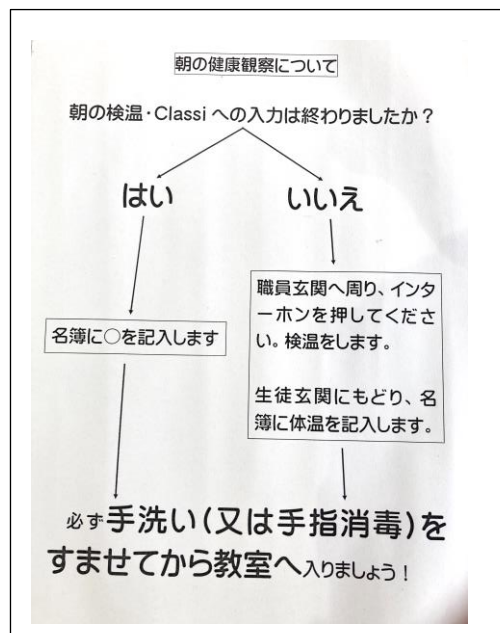 朝の健康観察について
朝の検温・Classiへの入力は終わりましたか？
はい
いいえ
名簿に○を記入します
職員玄関へ周り、インタ
ーホンを押してくださ
い。検温をします。
生徒玄関にもどり、名
簿に体温を記入します。
必ず手洗い(又は手指消毒)を
すませてから教室へ入りましょう！